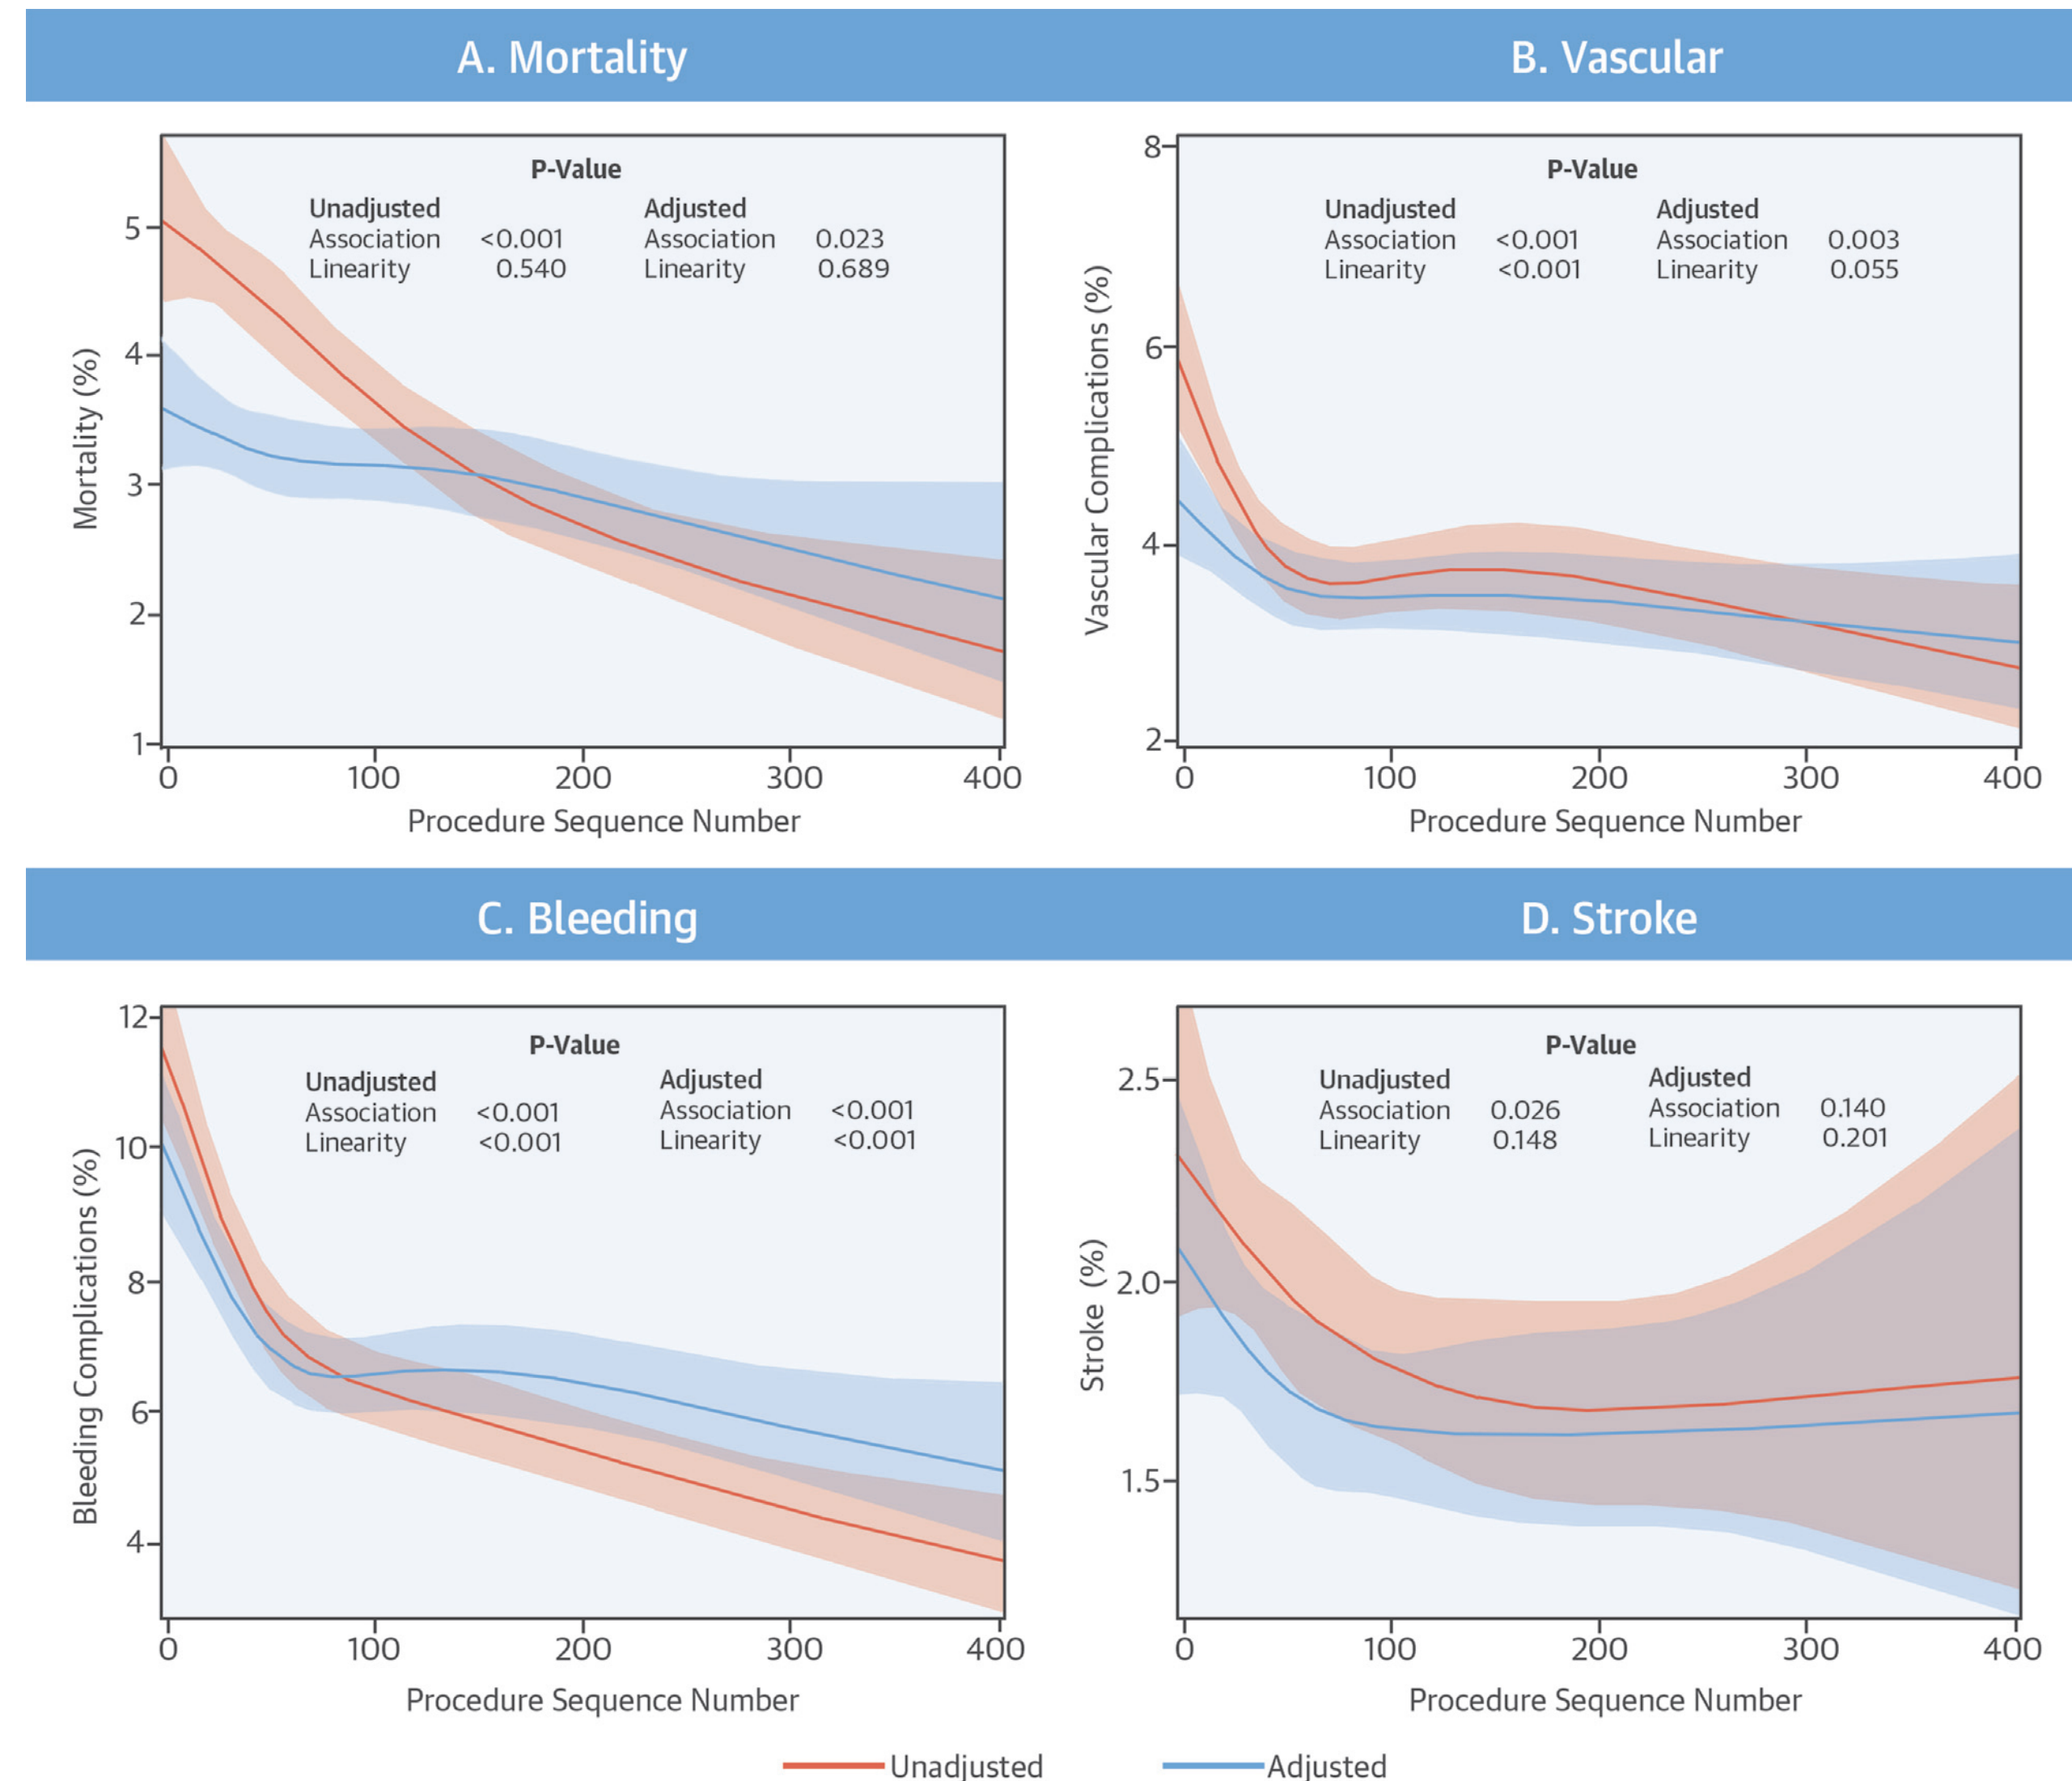 A. Mortality
B. Vascular
P-Value
Unadjusted Adjusted
Association <0.001 Association 0.023
Linearity 0.540 Linearity 0.689
5
4
3
2
1
Mortality (%)
0 100 200 300 400
Procedure Sequence Number
P-Value
Unadjusted Adjusted
Association <0.001 Association 0.003
Linearity <0.001 Linearity 0.055
8
6
4
2
Vascular Complications (%)
0 100 200 300 400
Procedure Sequence Number
C. Bleeding
D. Stroke
P-Value
Unadjusted Adjusted
Association <0.001 Association <0.001
Linearity <0.001 Linearity <0.001
12
10
8
6
4
Bleeding Complications (%)
0 100 200 300 400
Procedure Sequence Number
P-Value
Unadjusted Adjusted
Association 0.026 Association 0.140
Linearity 0.148 Linearity 0.201
2.5
2.0
1.5
Stroke (%)
0 100 200 300 400
Procedure Sequence Number
Unadjusted Adjusted